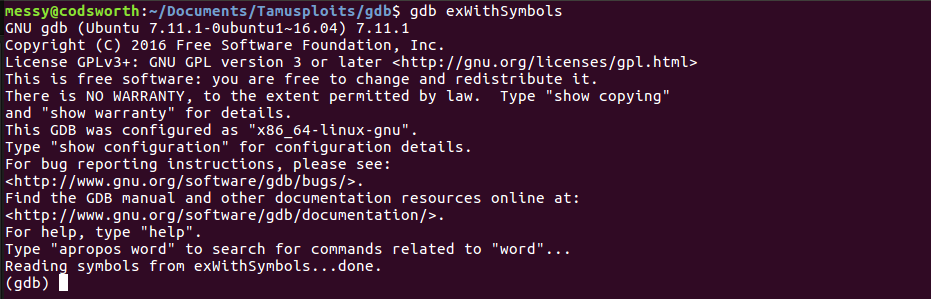 messy@codsworth:~/Documents/Tamusploits/gdb$ gdb exWithSymbols
GNU gdb (Ubuntu 7.11.1-0ubuntu1~16.04) 7.11.1
Copyright (C) 2016 Free Software Foundation, Inc.
License GPLv3+: GNU GPL version 3 or later <http://gnu.org/licenses/gpl.html>
This is free software: you are free to change and redistribute it.
There is NO WARRANTY, to the extent permitted by law.  Type "show copying"
and "show warranty" for details.
This GDB was configured as "x86_64-linux-gnu".
Type "show configuration" for configuration details.
For bug reporting instructions, please see:
<http://www.gnu.org/software/gdb/bugs/>.
Find the GDB manual and other documentation resources online at:
<http://www.gnu.org/software/gdb/documentation/>.
For help, type "help".
Type "apropos word" to search for commands related to "word"...
Reading symbols from exWithSymbols...done.
(gdb)